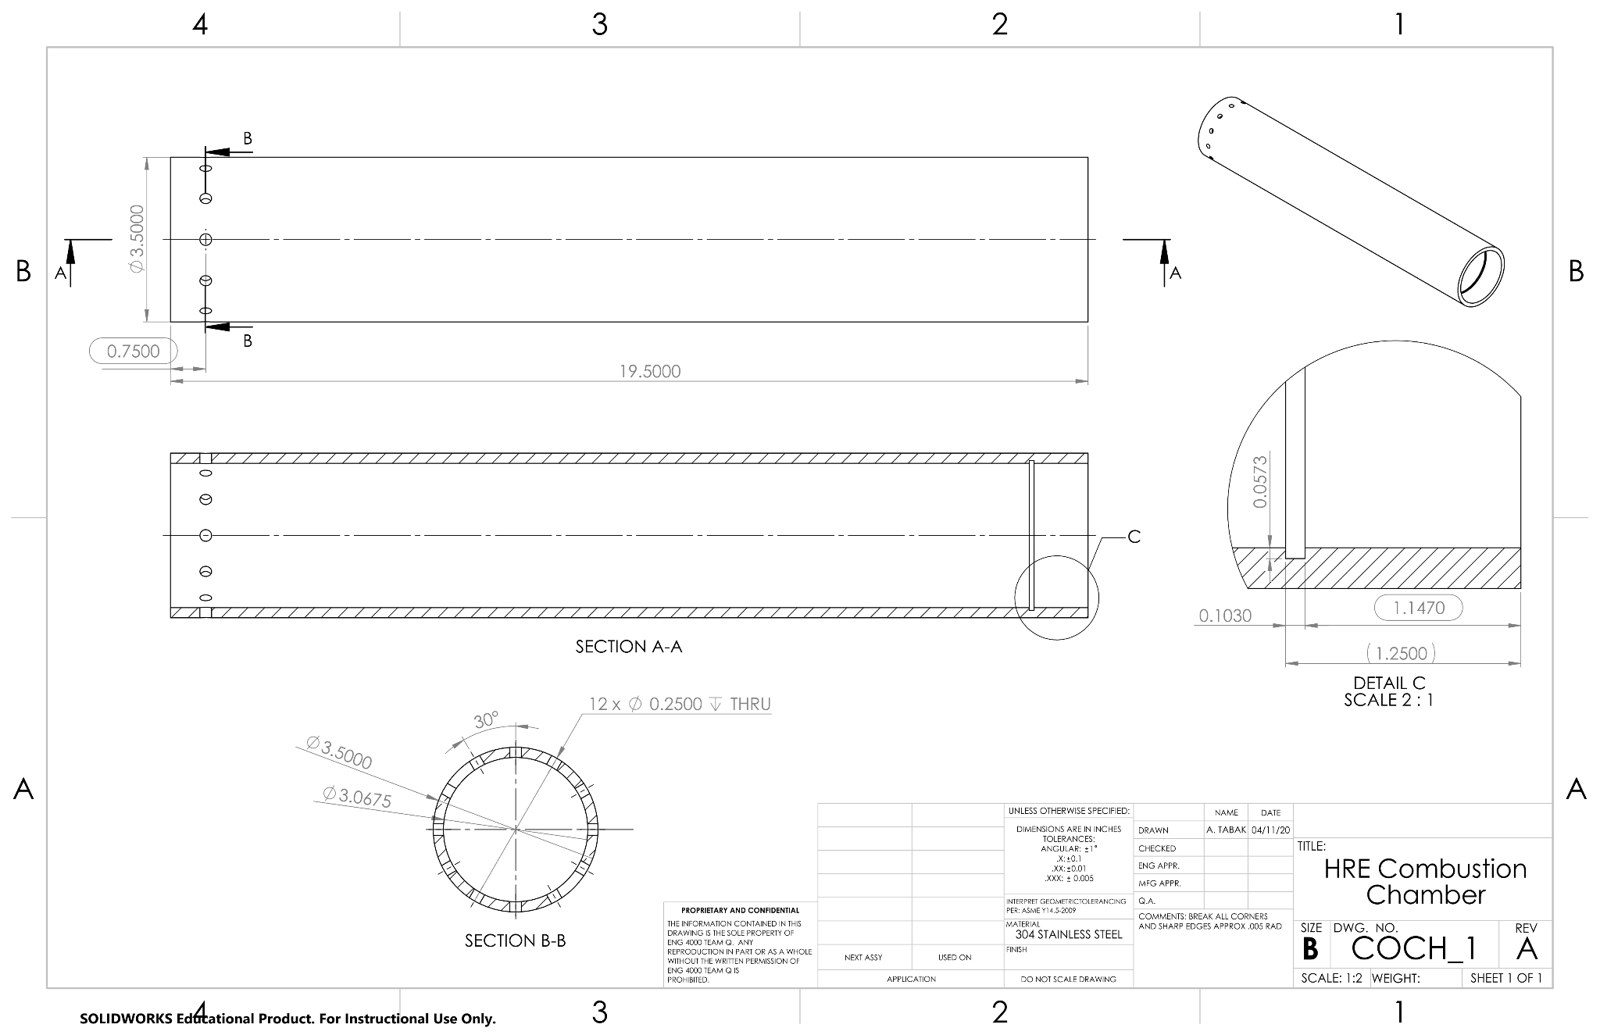 4 3 2 1
B
B
Ø3.5000
A
A
B
B
B
B
0.7500
19.5000
0.0573
C
SECTION A-A
0.1030
1.1470
(1.2500)
DETAIL C
SCALE 2 : 1
12 x Ø 0.2500 ↧ THRU
30°
Ø3.5000
Ø3.0675
SECTION B-B
A
A
PROPRIETARY AND CONFIDENTIAL
THE INFORMATION CONTAINED IN THIS
DRAWING IS THE SOLE PROPERTY OF
ENG 4000 TEAM Q. ANY
REPRODUCTION IN PART OR AS A WHOLE
WITHOUT THE WRITTEN PERMISSION OF
ENG 4000 TEAM Q IS
PROHIBITED.
NEXT ASSY
USED ON
APPLICATION
UNLESS OTHERWISE SPECIFIED:
DIMENSIONS ARE IN INCHES
TOLERANCES:
ANGULAR: ±1°
.X:±0.1
.XX:±0.01
.XXX: ± 0.005
INTERPRET GEOMETRICTOLERANCING
PER: ASME Y14.5-2009
MATERIAL
304 STAINLESS STEEL
FINISH
DO NOT SCALE DRAWING
NAME DATE
DRAWN A. TABAK 04/11/20
CHECKED
ENG APPR.
MFG APPR.
Q.A.
COMMENTS: BREAK ALL CORNERS
AND SHARP EDGES APPROX .005 RAD
TITLE:
HRE Combustion
Chamber
SIZE DWG. NO. REV
B COCH_1 A
SCALE: 1:2 WEIGHT: SHEET 1 OF 1
4 3 2 1
SOLIDWORKS Educational Product. For Instructional Use Only.